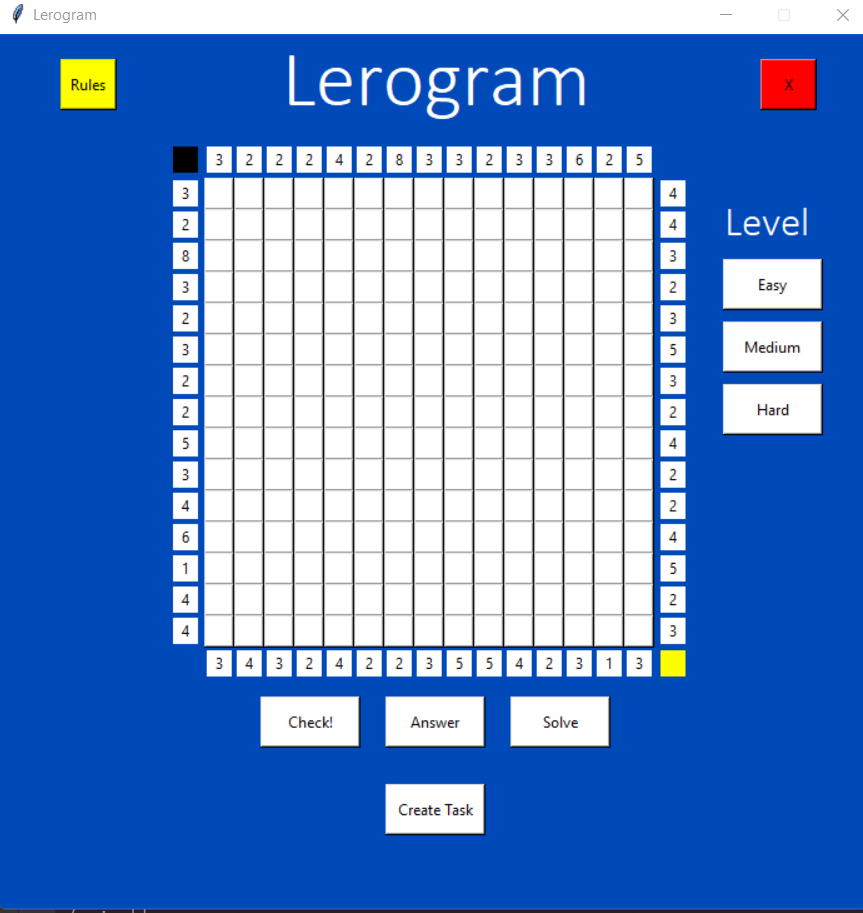 Lerogram
Rules
Lerogram
X
3 2 2 2 4 2 8 3 3 2 3 3 6 2 5
3 4
2 4
8 3
3 2
2 3
3 5
2 3
2 2
5 4
3 2
4 2
6 4
1 5
4 2
4 3
3 4 3 2 4 2 2 3 5 5 4 2 3 1 3
Level
Easy
Medium
Hard
Check!
Answer
Solve
Create Task